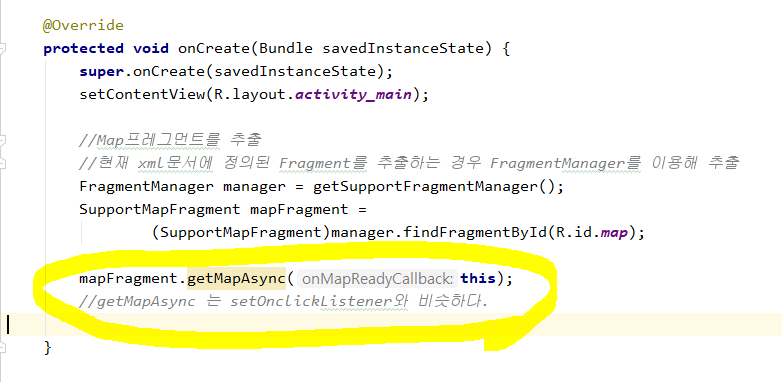 @Override
protected void onCreate(Bundle savedInstanceState) {
super.onCreate(savedInstanceState);
setContentView(R.layout.activity_main);
//Map프레그먼트를 추출
//현재 xml문서에 정의된 Fragment를 추출하는 경우 FragmentManager를 이용해 추출
FragmentManager manager = getSupportFragmentManager();
SupportMapFragment mapFragment =
(SupportMapFragment)manager.findFragmentById(R.id.map);
mapFragment.getMapAsync( onMapReadyCallback: this);
//getMapAsync 는 setOnclickListener와 비슷하다.
}